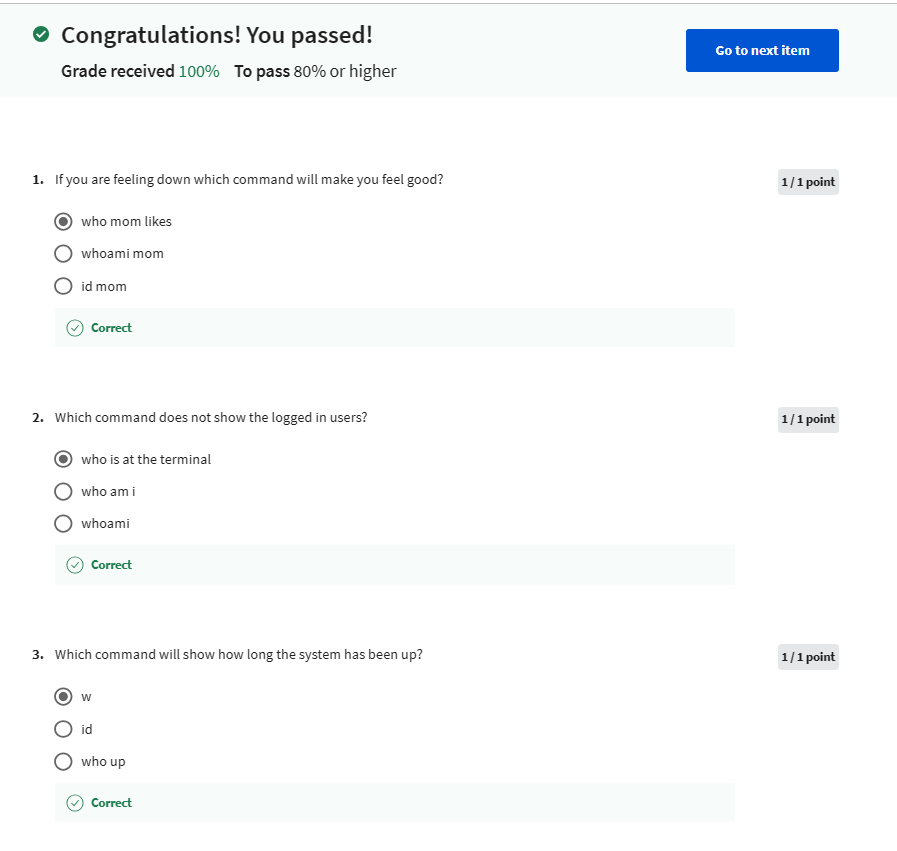 Congratulations! You passed!
Go to next item
Grade received 100% To pass 80% or higher
1. If you are feeling down which command will make you feel good?
1 / 1 point
who mom likes
whoami mom
id mom
Correct
2. Which command does not show the logged in users?
1 / 1 point
who is at the terminal
who am i
whoami
Correct
3. Which command will show how long the system has been up?
1 / 1 point
w
id
who up
Correct